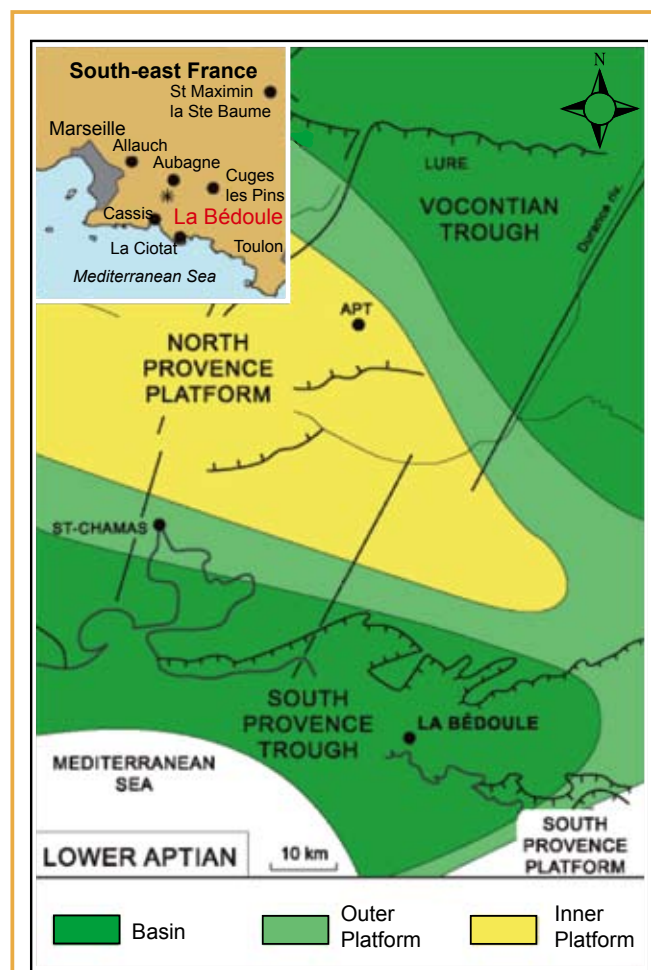 South-east France
St Maximin
la Ste Baume
Marseille
Allauch
Aubagne
Cuges
les Pins
Cassis
La Bédoule
La Ciotat
Toulon
Mediterranean Sea
N
LURE
VOCONTIAN
TROUGH
Durance riv.
APT
NORTH
PROVENCE
PLATFORM
ST-CHAMAS
SOUTH
PROVENCE
TROUGH
LA BÉDOULE
MEDITERRANEAN
SEA
SOUTH
PROVENCE
PLATFORM
LOWER APTIAN
10 km
Basin
Outer
Platform
Inner
Platform